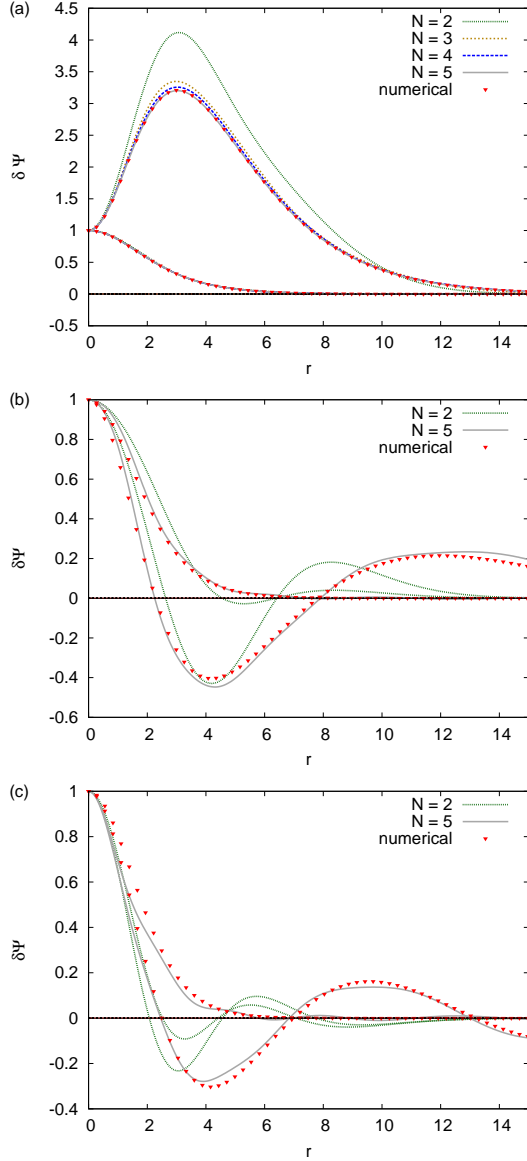 (a)
4.5
4
3.5
3
2.5
2
1.5
1
0.5
0
-0.5
δ Ψ
N = 2
N = 3
N = 4
N = 5
numerical
0 2 4 6 8 10 12 14
r
(b)
1
0.8
0.6
0.4
0.2
0
-0.2
-0.4
-0.6
δΨ
N = 2
N = 5
numerical
0 2 4 6 8 10 12 14
r
(c)
1
0.8
0.6
0.4
0.2
0
-0.2
-0.4
δΨ
N = 2
N = 5
numerical
0 2 4 6 8 10 12 14
r